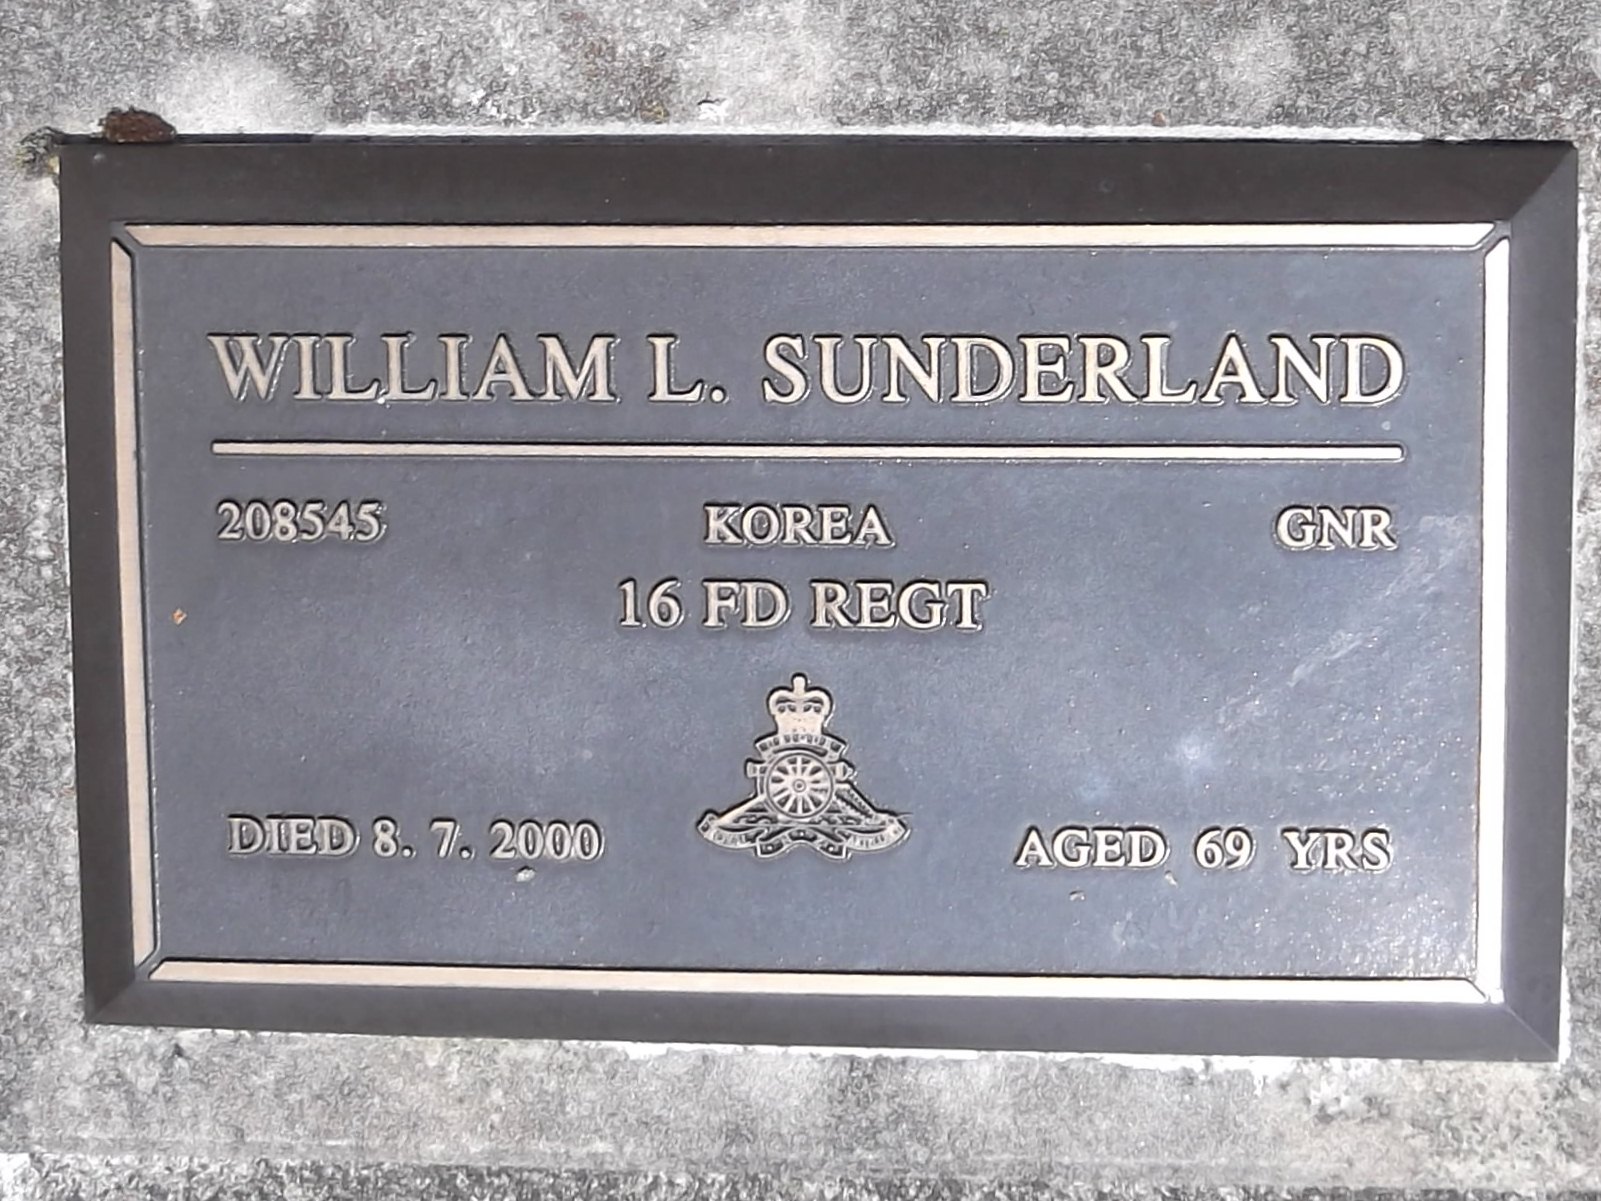 WILLIAM L. SUNDERLAND
208545 KOREA GNR
16 FD REGT
DIED 8. 7. 2000 AGED 69 YRS